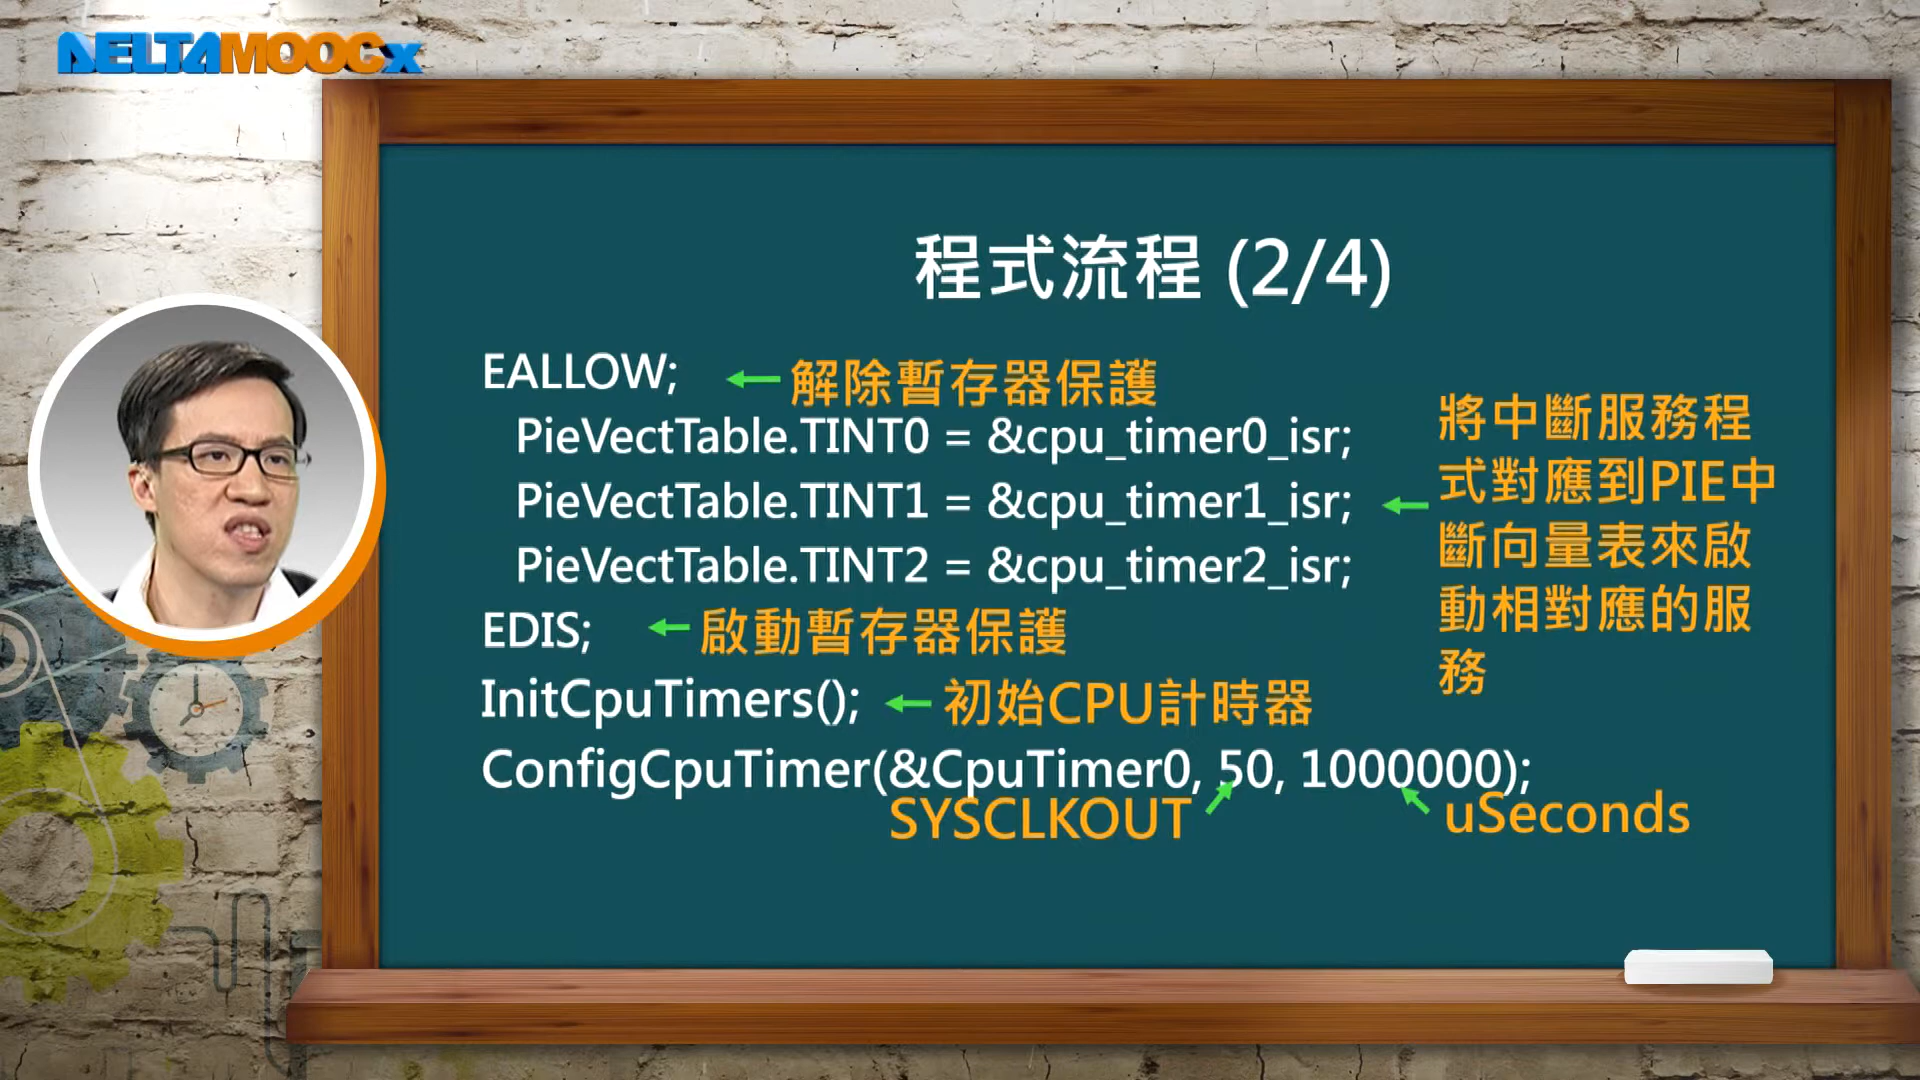 DELTAMOOCx
程式流程 (2/4)
EALLOW;
解除暫存器保護
PieVectTable.TINT0 = &cpu_timer0_isr;
PieVectTable.TINT1 = &cpu_timer1_isr;
PieVectTable.TINT2 = &cpu_timer2_isr;
將中斷服務程
式對應到PIE中
斷向量表來啟
動相對應的服
務
EDIS;
啟動暫存器保護
InitCpuTimers();
初始CPU計時器
ConfigCpuTimer(&CpuTimer0, 50, 1000000);
SYSCLKOUT
uSeconds